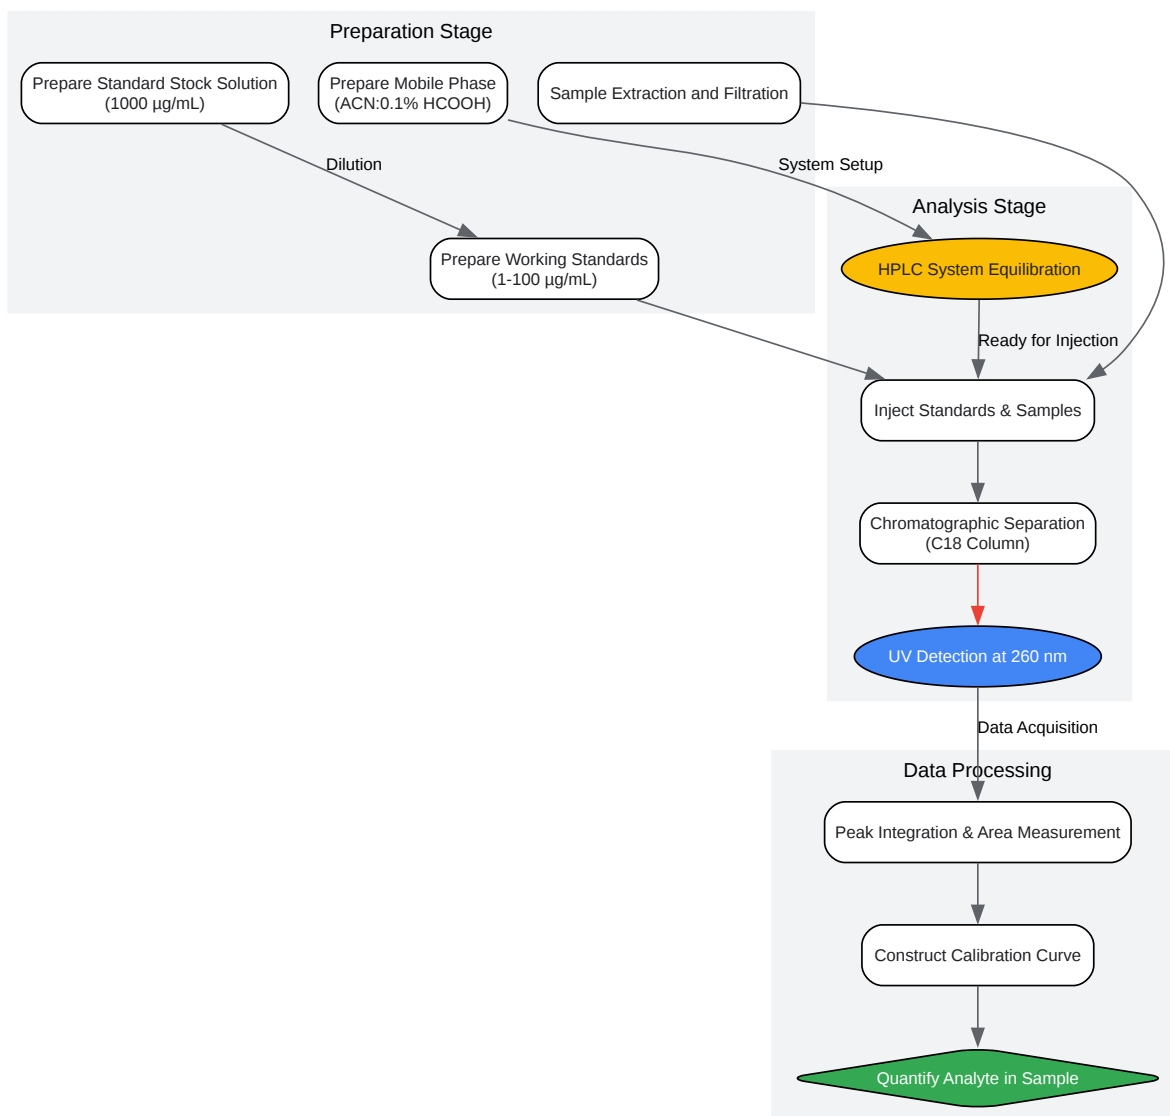 Preparation Stage
Prepare Standard Stock Solution
(1000 µg/mL)
Prepare Mobile Phase
(ACN:0.1% HCOOH)
Sample Extraction and Filtration
Dilution
System Setup
Prepare Working Standards
(1-100 µg/mL)
Analysis Stage
HPLC System Equilibration
Ready for Injection
Inject Standards & Samples
Chromatographic Separation
(C18 Column)
UV Detection at 260 nm
Data Acquisition
Data Processing
Peak Integration & Area Measurement
Construct Calibration Curve
Quantify Analyte in Sample